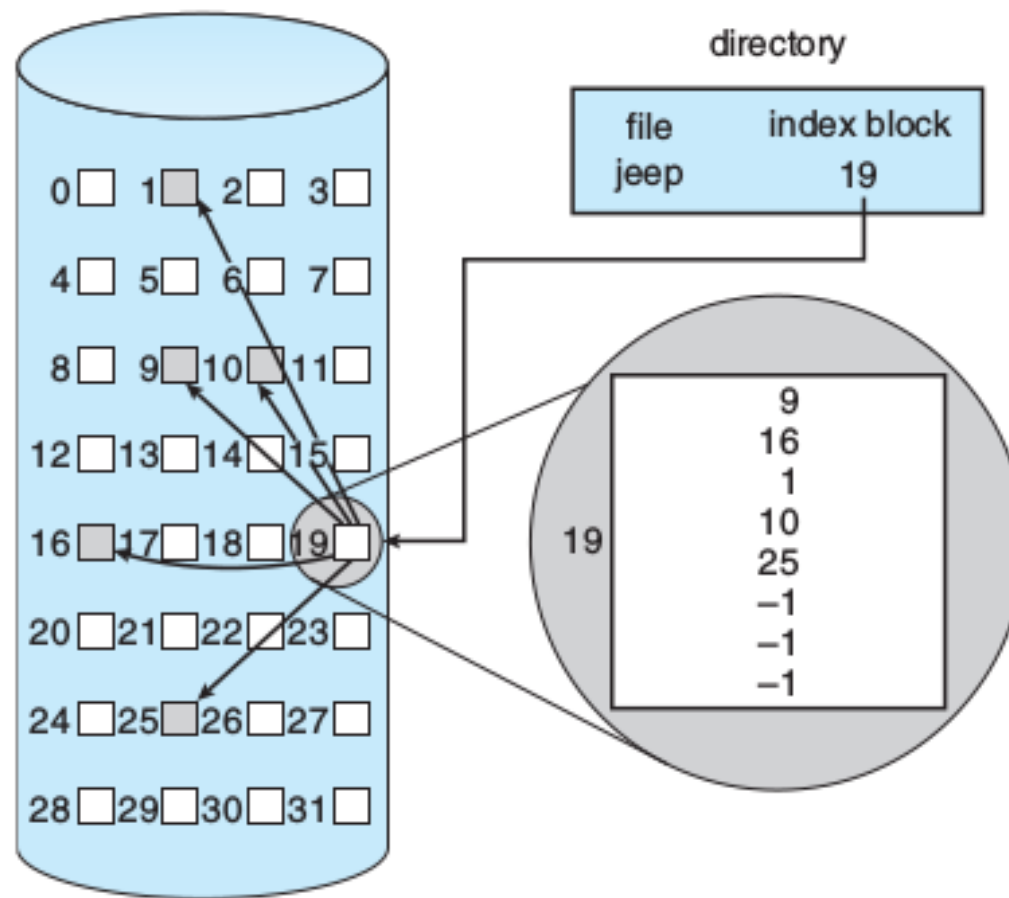 directory
file index block
jeep 19
0 1 2 3
4 5 6 7
8 9 10 11
12 13 14 15
16 17 18 19
20 21 22 23
24 25 26 27
28 29 30 31
19
9
16
1
10
25
–1
–1
–1